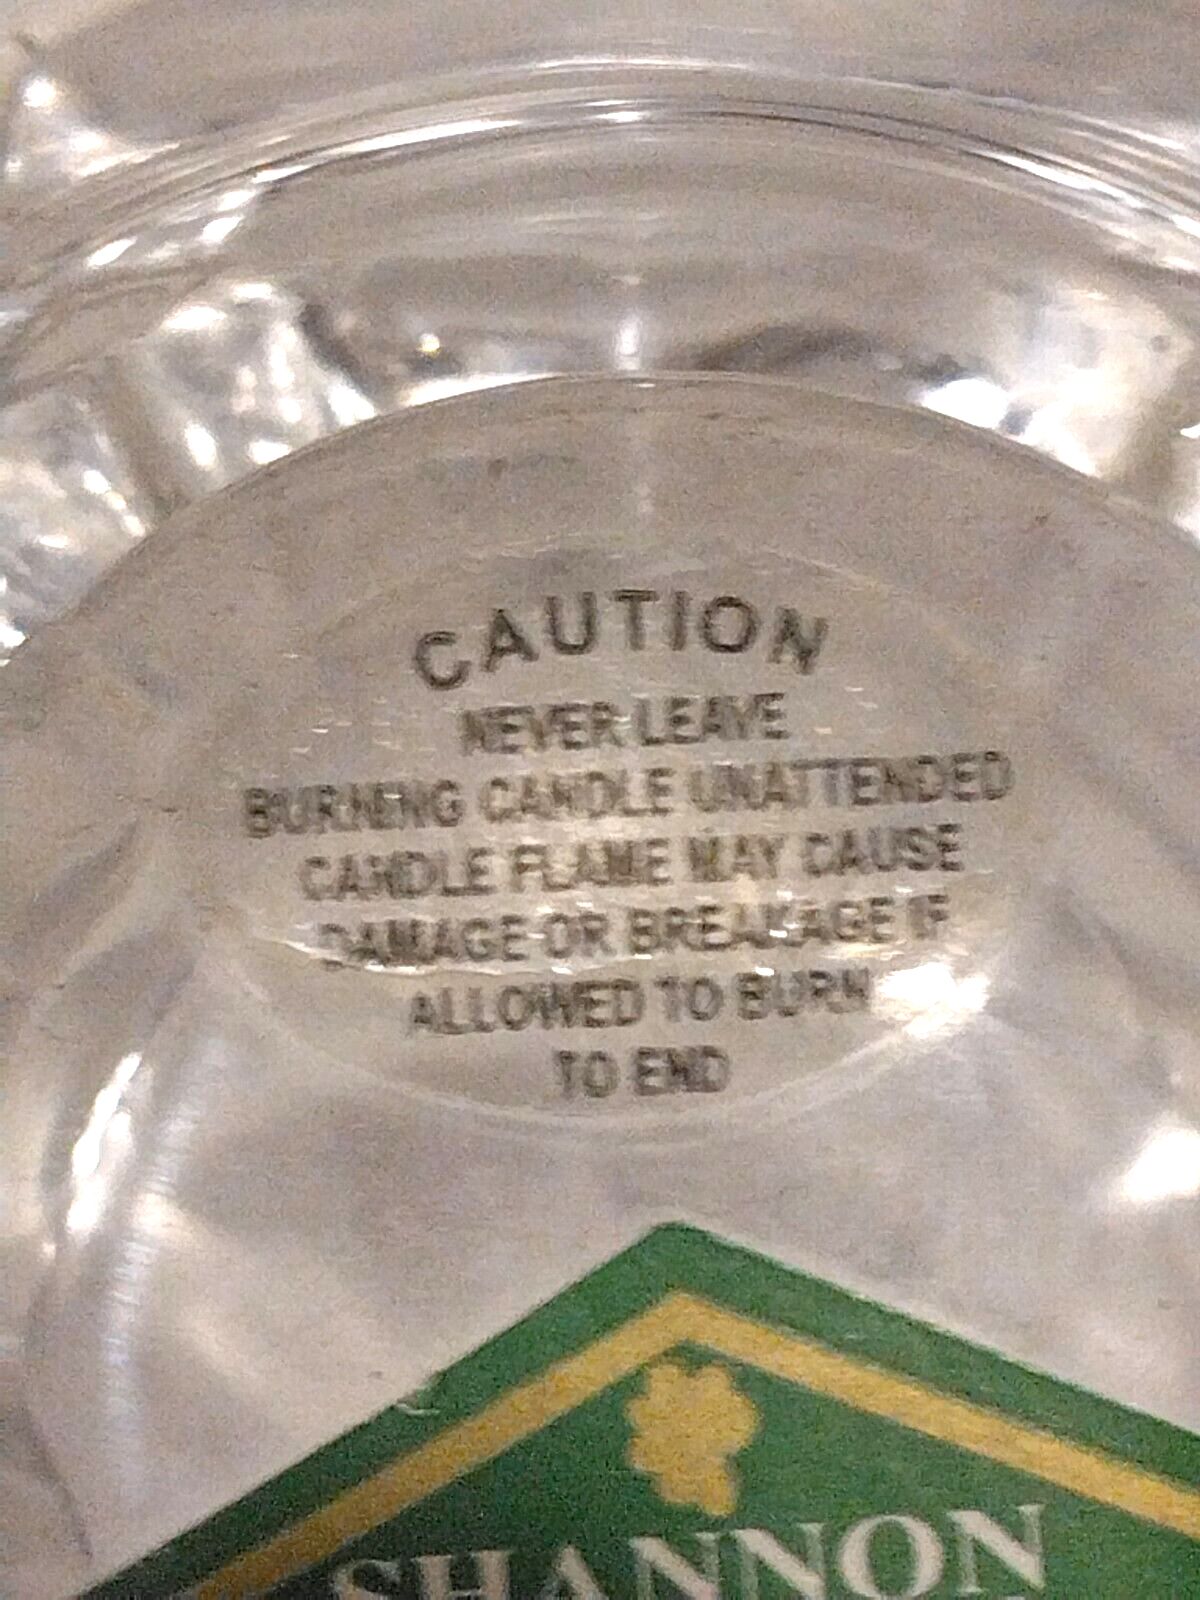 CAUTION
NEVER LEAVE
BURNING CANDLE UNATTENDED
CANDLE FLAME MAY CAUSE
DAMAGE OR BREAKAGE IF
ALLOWED TO BURN
TO END
SHANNON